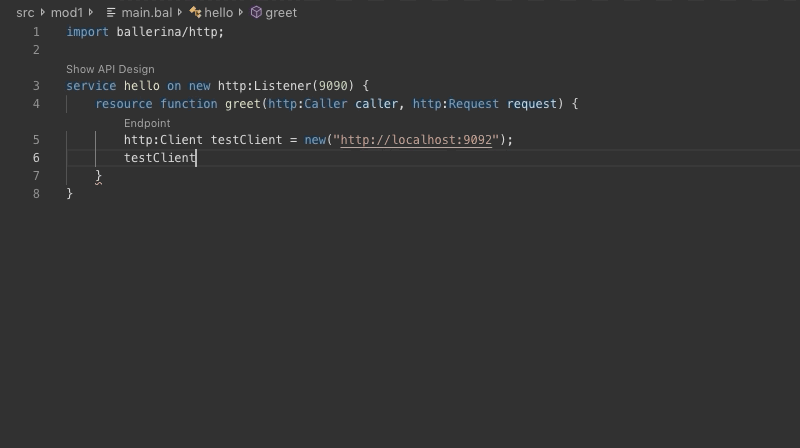 src mod1 main.bal hello greet
1 import ballerina/http;
2
Show API Design
3 service hello on new http:Listener(9090) {
4 resource function greet(http:Caller caller, http:Request request) {
Endpoint
5 http:Client testClient = new("http://localhost:9092");
6 testClient
7 }
8 }